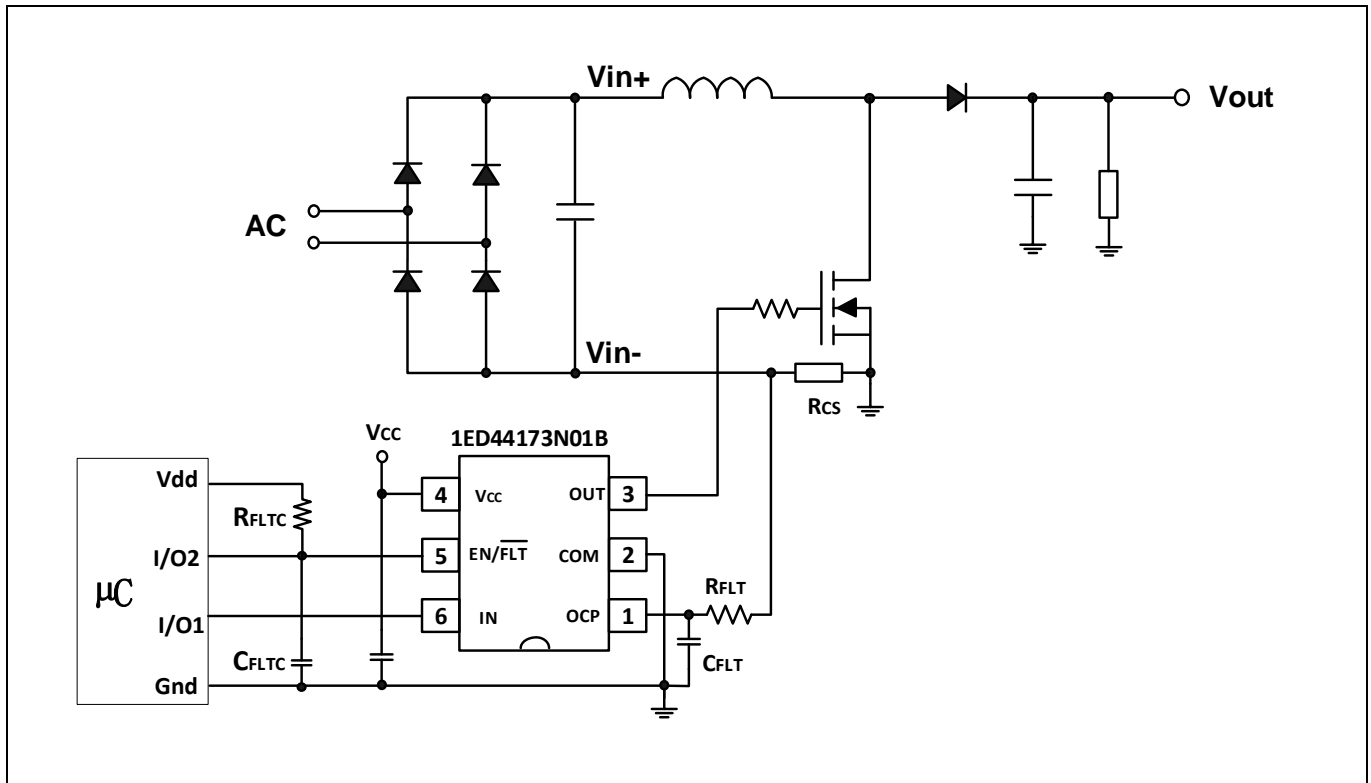 Vin+
Vout
AC
Vin-
RCS
VCC
1ED44173N01B
Vdd
4 VCC OUT 3
RFLTC
I/O2
5 EN/FLT COM 2
μC
RFLT
I/O1
6 IN OCP 1
CFLTC
CFLT
Gnd